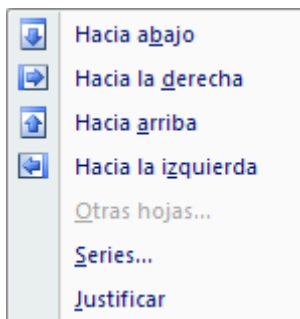 Hacia abajo
Hacia la derecha
Hacia arriba
Hacia la izquierda
Otras hojas...
Series...
Justificar